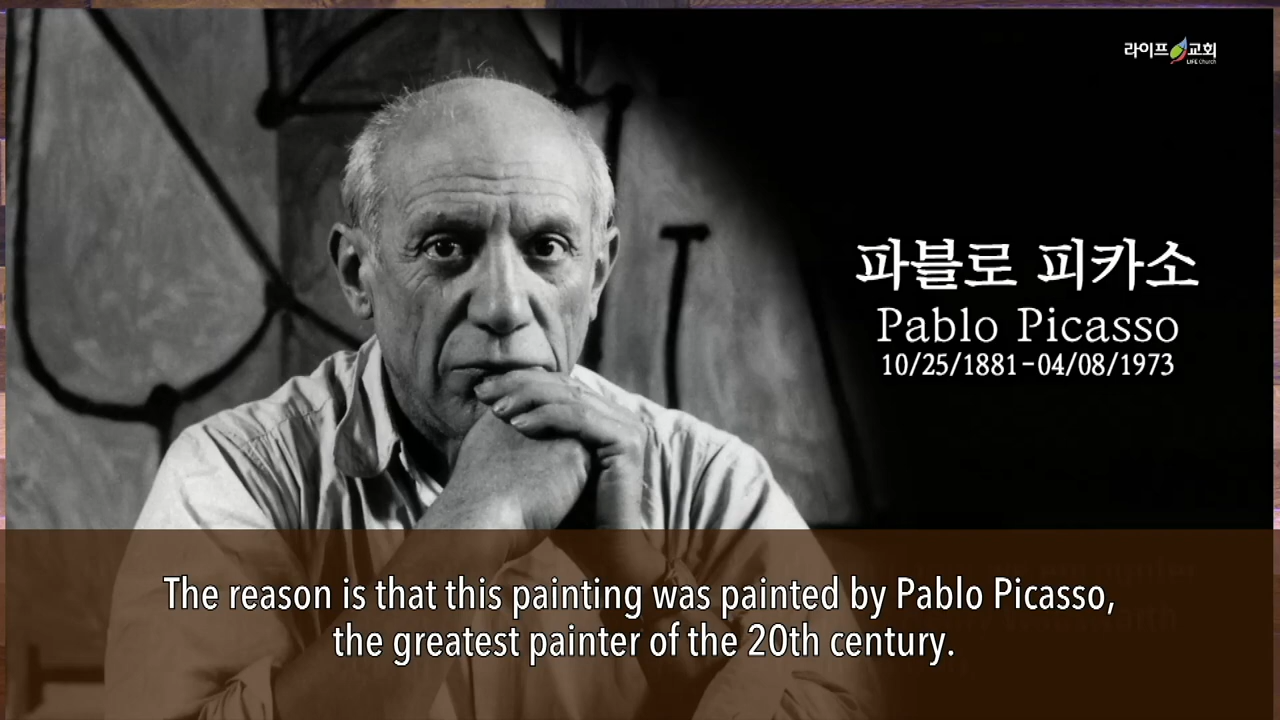 라이프 교회
LIFE Church
파블로 피카소
Pablo Picasso
10/25/1881-04/08/1973
The reason is that this painting was painted by Pablo Picasso,
the greatest painter of the 20th century.